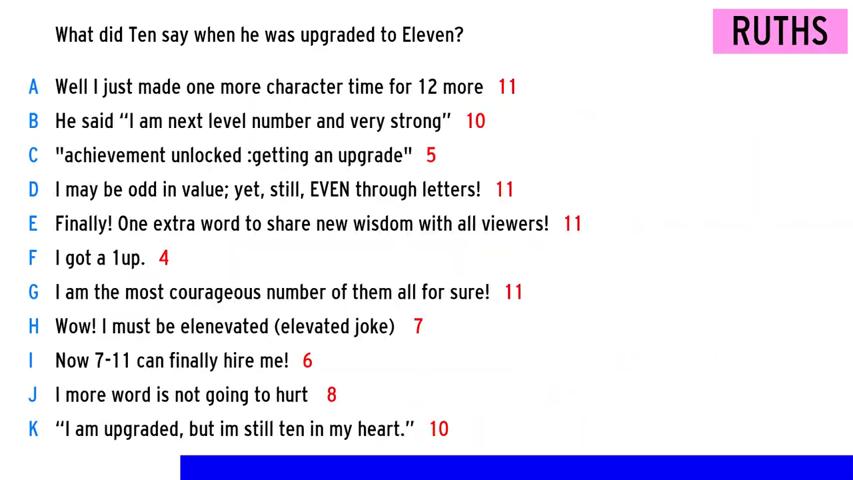 What did Ten say when he was upgraded to Eleven?
RUTHS
A Well I just made one more character time for 12 more 11
B He said “I am next level number and very strong” 10
C "achievement unlocked :getting an upgrade" 5
D I may be odd in value; yet, still, EVEN through letters! 11
E Finally! One extra word to share new wisdom with all viewers! 11
F I got a 1up. 4
G I am the most courageous number of them all for sure! 11
H Wow! I must be elenevated (elevated joke) 7
I Now 7-11 can finally hire me! 6
J I more word is not going to hurt 8
K “I am upgraded, but im still ten in my heart.” 10